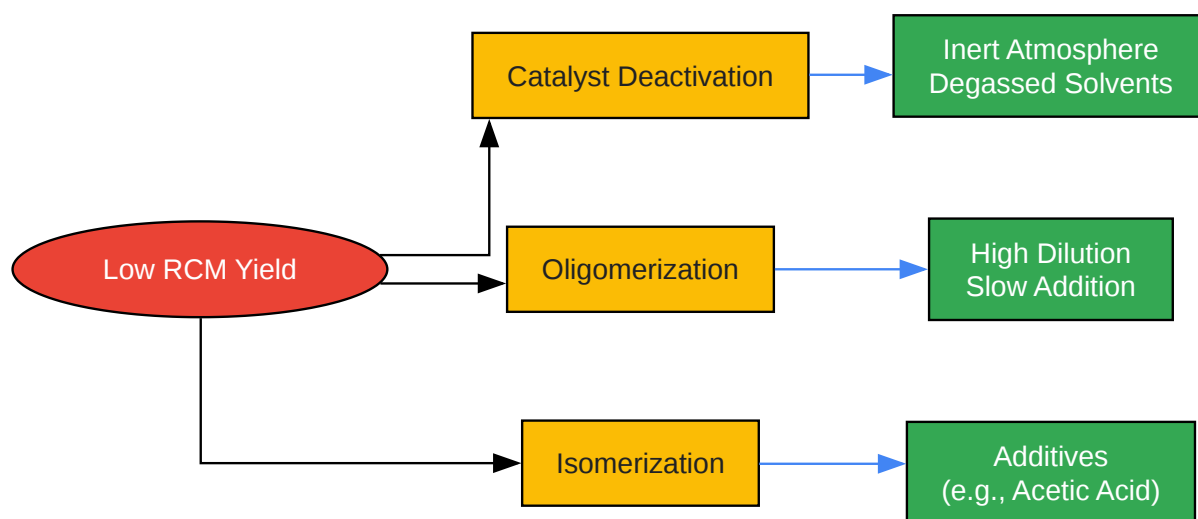 Low RCM Yield
Catalyst Deactivation
Inert Atmosphere
Degassed Solvents
Oligomerization
High Dilution
Slow Addition
Isomerization
Additives
(e.g., Acetic Acid)